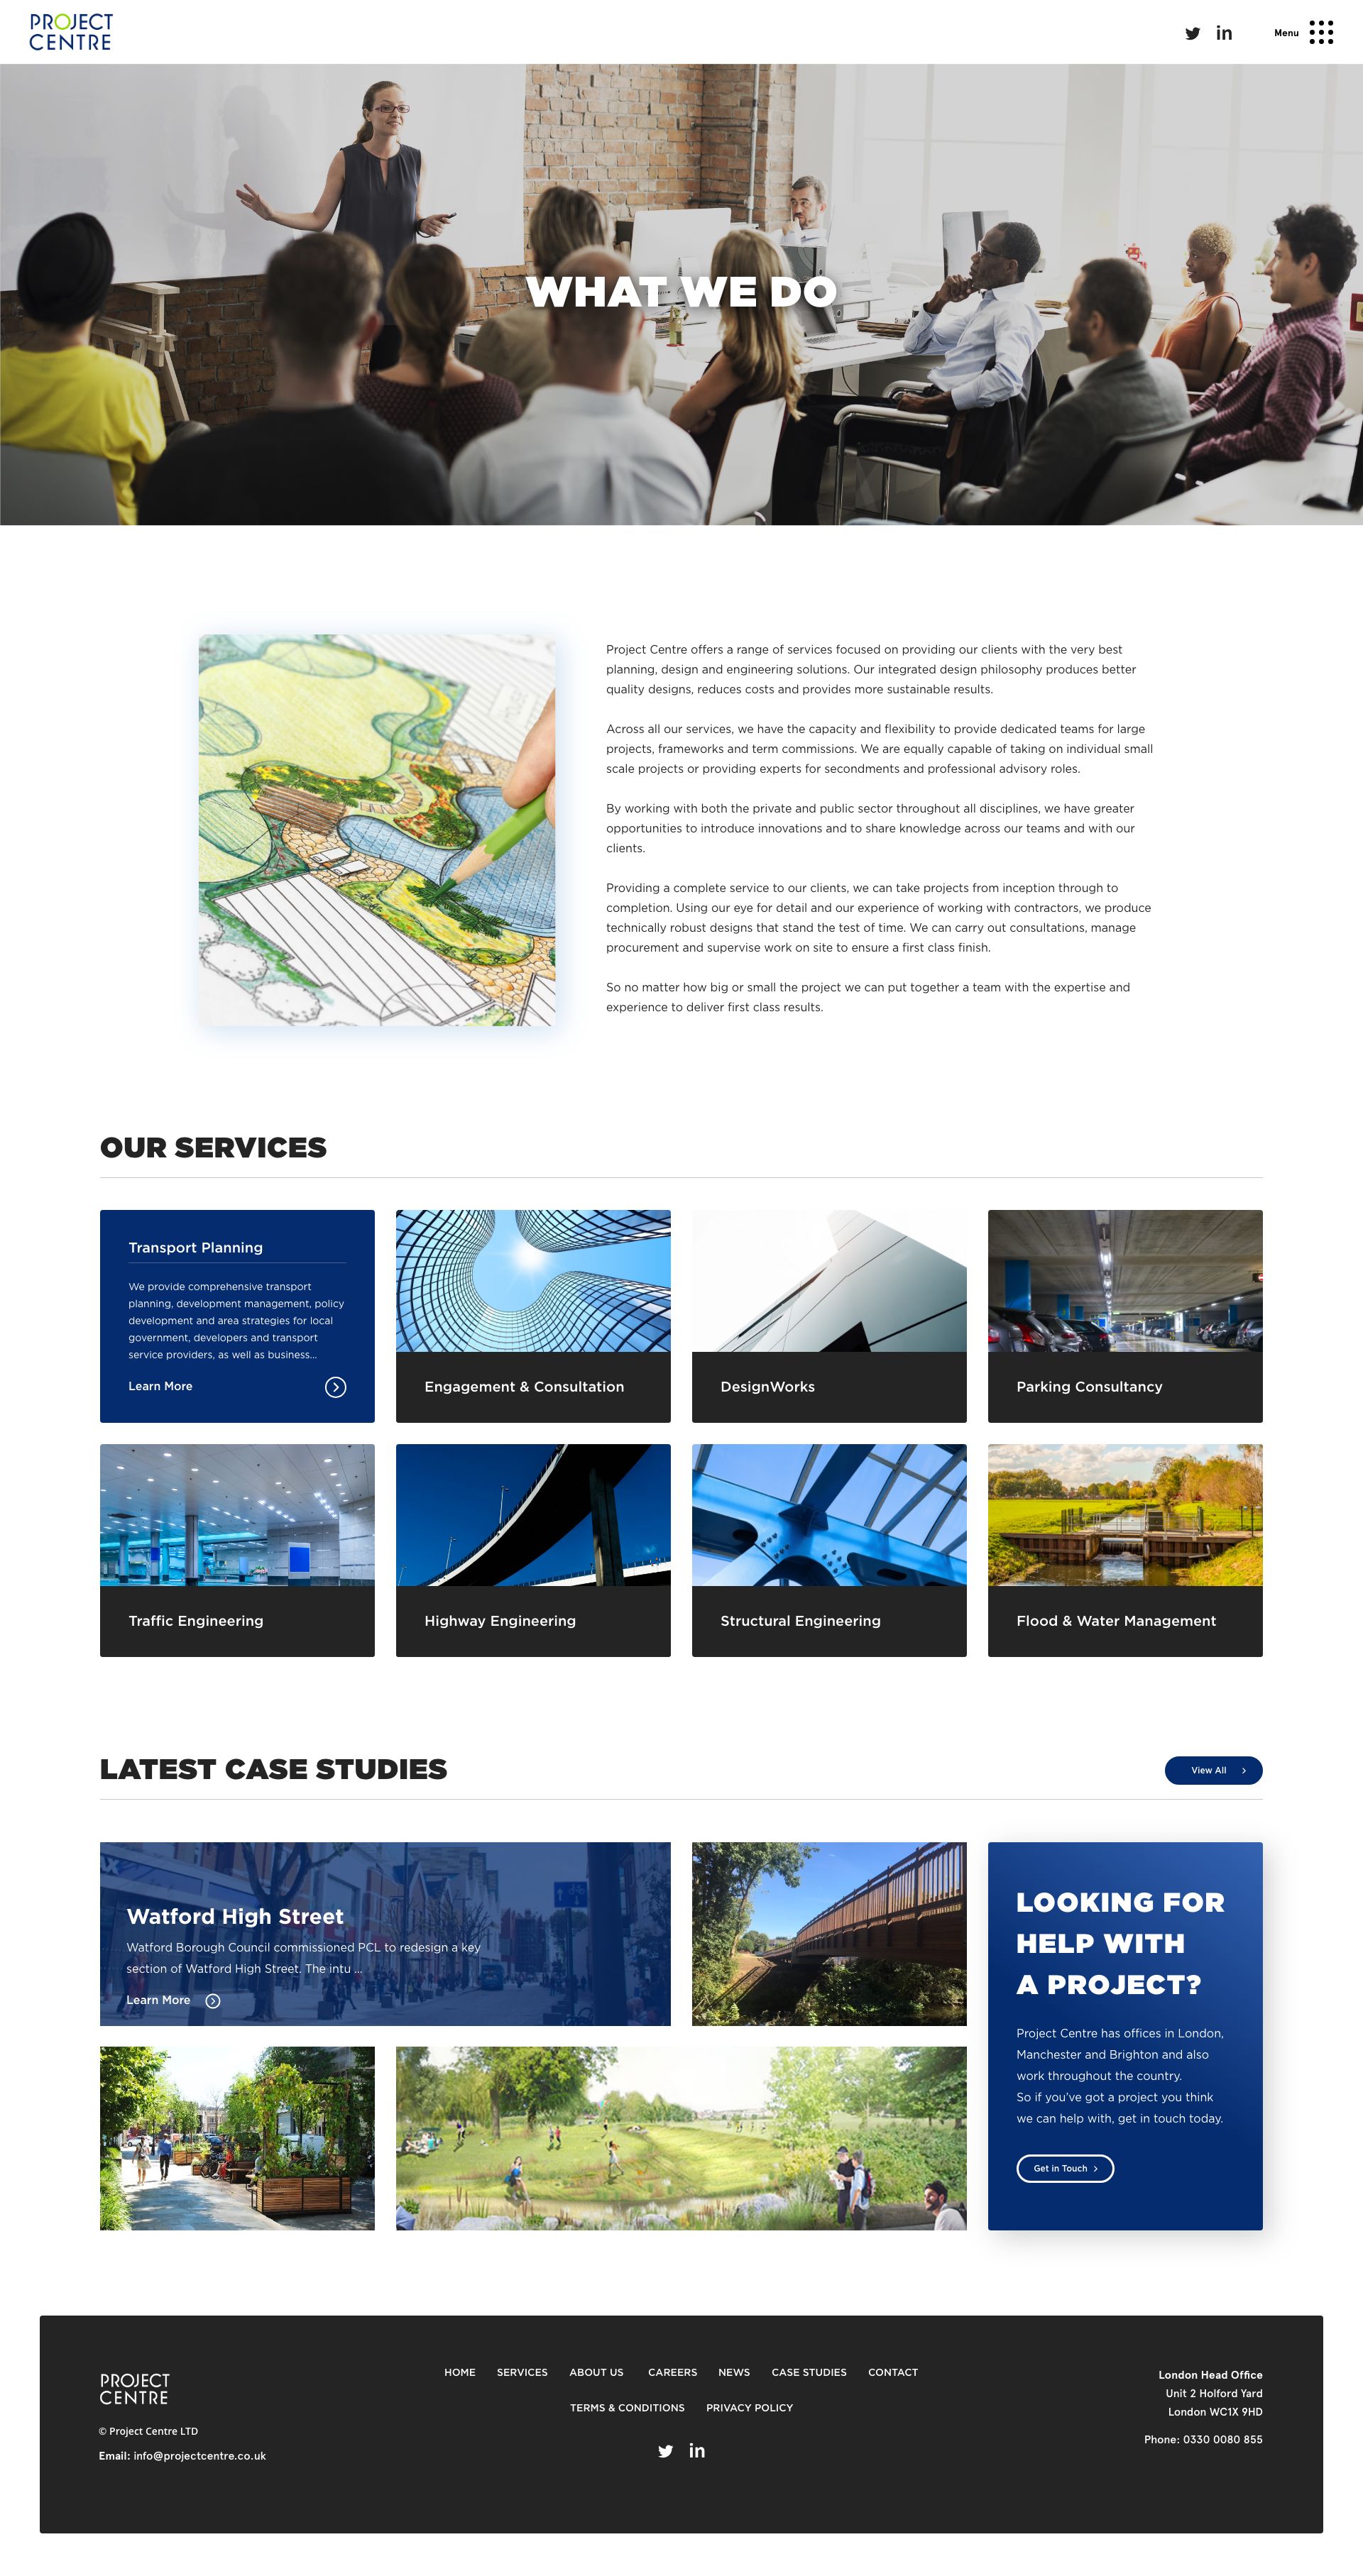 PROJECT
CENTRE
Menu
WHAT WE DO
Project Centre offers a range of services focused on providing our clients with the very best
planning, design and engineering solutions. Our integrated design philosophy produces better
quality designs, reduces costs and provides more sustainable results.
Across all our services, we have the capacity and flexibility to provide dedicated teams for large
projects, frameworks and term commissions. We are equally capable of taking on individual small
scale projects or providing experts for secondments and professional advisory roles.
By working with both the private and public sector throughout all disciplines, we have greater
opportunities to introduce innovations and to share knowledge across our teams and with our
clients.
Providing a complete service to our clients, we can take projects from inception through to
completion. Using our eye for detail and our experience of working with contractors, we produce
technically robust designs that stand the test of time. We can carry out consultations, manage
procurement and supervise work on site to ensure a first class finish.
So no matter how big or small the project we can put together a team with the expertise and
experience to deliver first class results.
OUR SERVICES
Transport Planning
We provide comprehensive transport
planning, development management, policy
development and area strategies for local
government, developers and transport
service providers, as well as business...
Learn More
Engagement & Consultation
DesignWorks
Parking Consultancy
Traffic Engineering
Highway Engineering
Structural Engineering
Flood & Water Management
LATEST CASE STUDIES
View All
Watford High Street
Watford Borough Council commissioned PCL to redesign a key
section of Watford High Street. The intu ...
Learn More
LOOKING FOR
HELP WITH
A PROJECT?
Project Centre has offices in London,
Manchester and Brighton and also
work throughout the country.
So if you've got a project you think
we can help with, get in touch today.
Get in Touch
PROJECT
CENTRE
© Project Centre LTD
Email: info@projectcentre.co.uk
HOME SERVICES ABOUT US CAREERS NEWS CASE STUDIES CONTACT
TERMS & CONDITIONS PRIVACY POLICY
London Head Office
Unit 2 Holford Yard
London WC1X 9HD
Phone: 0330 0080 855